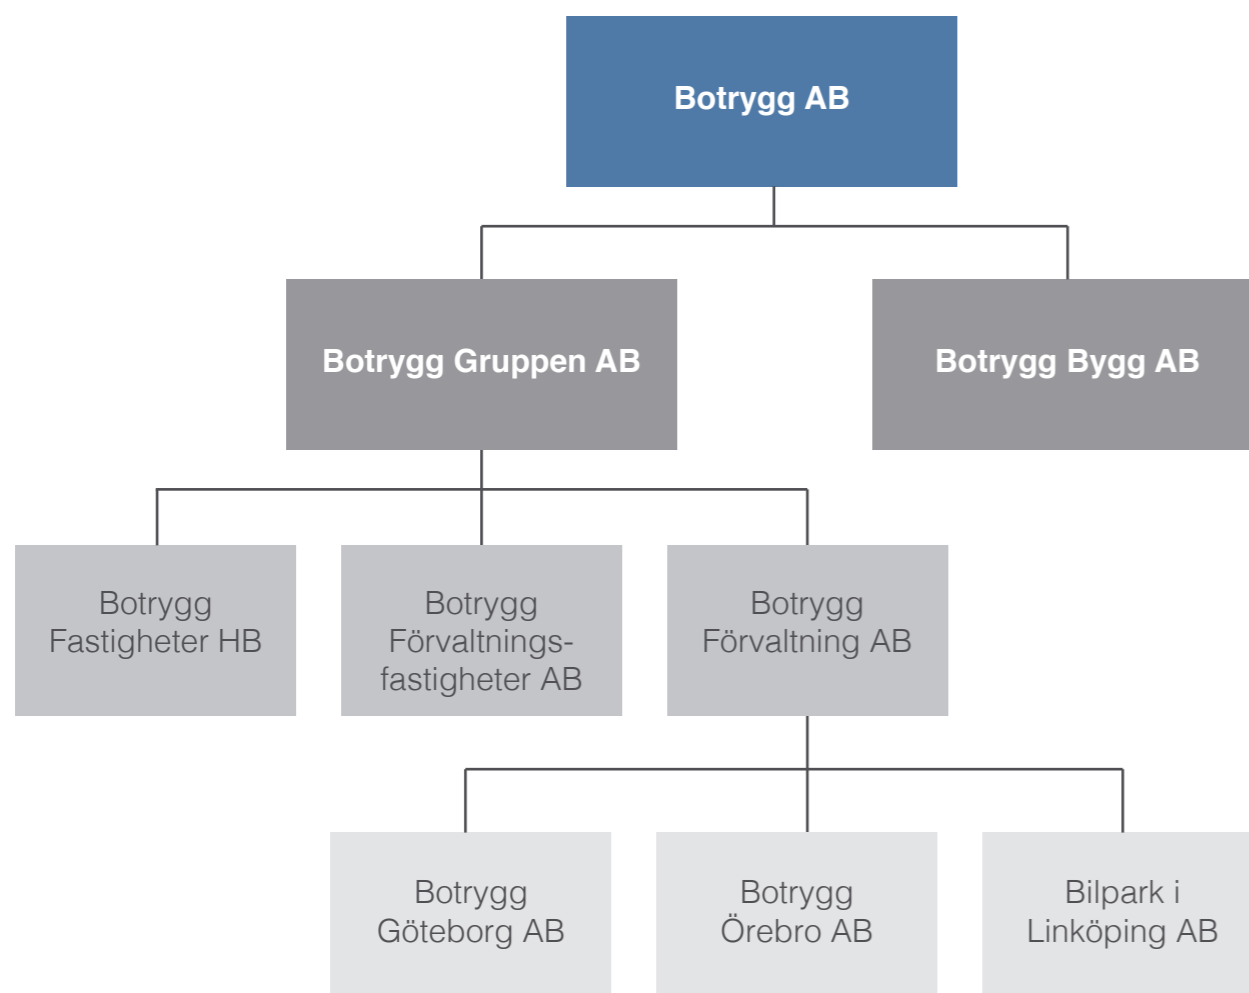 Botrygg AB
Botrygg Gruppen AB
Botrygg Bygg AB
Botrygg
Fastigheter HB
Botrygg
Förvaltnings-
fastigheter AB
Botrygg
Förvaltning AB
Botrygg
Göteborg AB
Botrygg
Örebro AB
Bilpark i
Linköping AB